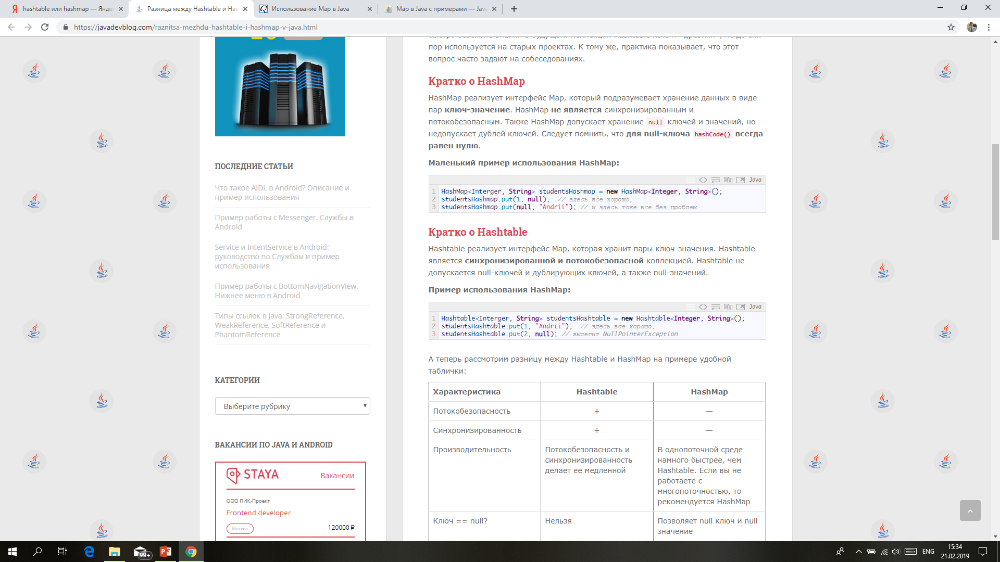 hashtable или hashmap — Янде
Разница между Hashtable и Has
Использование Map в Java
Map в Java с примерами — Java
https://javadevblog.com/raznitsa-mezhdu-hashtable-i-hashmap-v-java.html
ПОСЛЕДНИЕ СТАТЬИ
Что такое AIDL в Android? Описание и
пример использования
Пример работы с Messenger. Службы в
Android
Service и IntentService в Android:
руководство по Службам и пример
использования
Пример работы с BottomNavigationView.
Нижнее меню в Android
Типы ссылок в Java: StrongReference,
WeakReference, SoftReference и
PhantomReference
КАТЕГОРИИ
Выберите рубрику
ВАКАНСИИ ПО JAVA И ANDROID
STAYA
Вакансии
ООО ПИК-Проект
Frontend developer
Москва
120000 ₽
пор используется на старых проектах. К тому же, практика показывает, что этот
вопрос часто задают на собеседованиях.
Кратко о HashMap
HashMap реализует интерфейс Map, который подразумевает хранение данных в виде
пар ключ-значение. HashMap не является синхронизированным и
потокобезопасным. Также HashMap допускает хранение null ключей и значений, но
недопускает дублей ключей. Следует помнить, что для null-ключа hashCode() всегда
равен нулю.
Маленький пример использования HashMap:
Java
1 HashMap<Interger, String> studentsHashmap = new HashMap<Integer, String>();
2 studentsHashmap.put(1, null);  // здесь все хорошо,
3 studentsHashmap.put(null, "Andrii"); // и здесь тоже все без проблем
Кратко о Hashtable
Hashtable реализует интерфейс Map, которая хранит пары ключ-значения. Hashtable
является синхронизированной и потокобезопасной коллекцией. Hashtable не
допускается null-ключей и дублирующих ключей, а также null-значений.
Пример использования HashMap:
Java
1 Hashtable<Interger, String> studentsHashtable = new Hashtable<Integer, String>();
2 studentsHashtable.put(1, "Andrii");  // здесь все хорошо,
3 studentsHashtable.put(2, null); // вылетит NullPointerException
А теперь рассмотрим разницу между Hashtable и HashMap на примере удобной
таблички:
Характеристика
Hashtable
HashMap
Потокобезопасность
+
—
Синхронизированность
+
—
Производительность
Потокобезопасность и
синхронизированность
делает ее медленной
В однопоточной среде
намного быстрее, чем
Hashtable. Если вы не
работаете с
многопоточностью, то
рекомендуется HashMap
Ключ == null?
Нельзя
Позволяет null ключ и null
значение
99+
ENG
15:34
21.02.2019